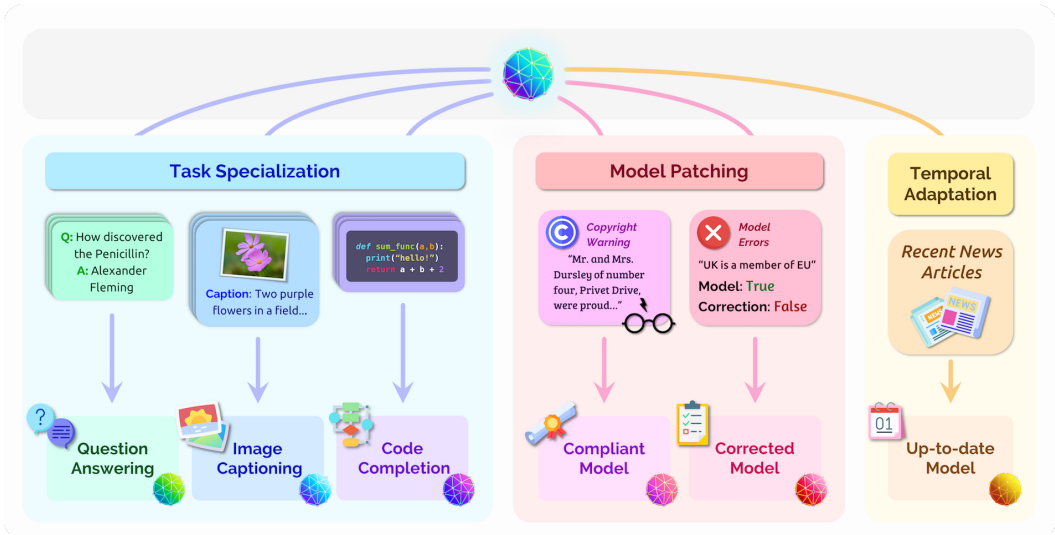 Task Specialization
Q: How discovered
the Penicillin?
A: Alexander
Fleming
Caption: Two purple
flowers in a field...
def sum_func(a,b):
print("hello!")
return a + b + 2
Question
Answering
Image
Captioning
Code
Completion
Model Patching
Copyright
Warning
"Mr. and Mrs.
Dursley of number
four, Privet Drive,
were proud..."
Model
Errors
"UK is a member of EU"
Model: True
Correction: False
Compliant
Model
Corrected
Model
Temporal
Adaptation
Recent News
Articles
NEWS
NEWS
01
Up-to-date
Model